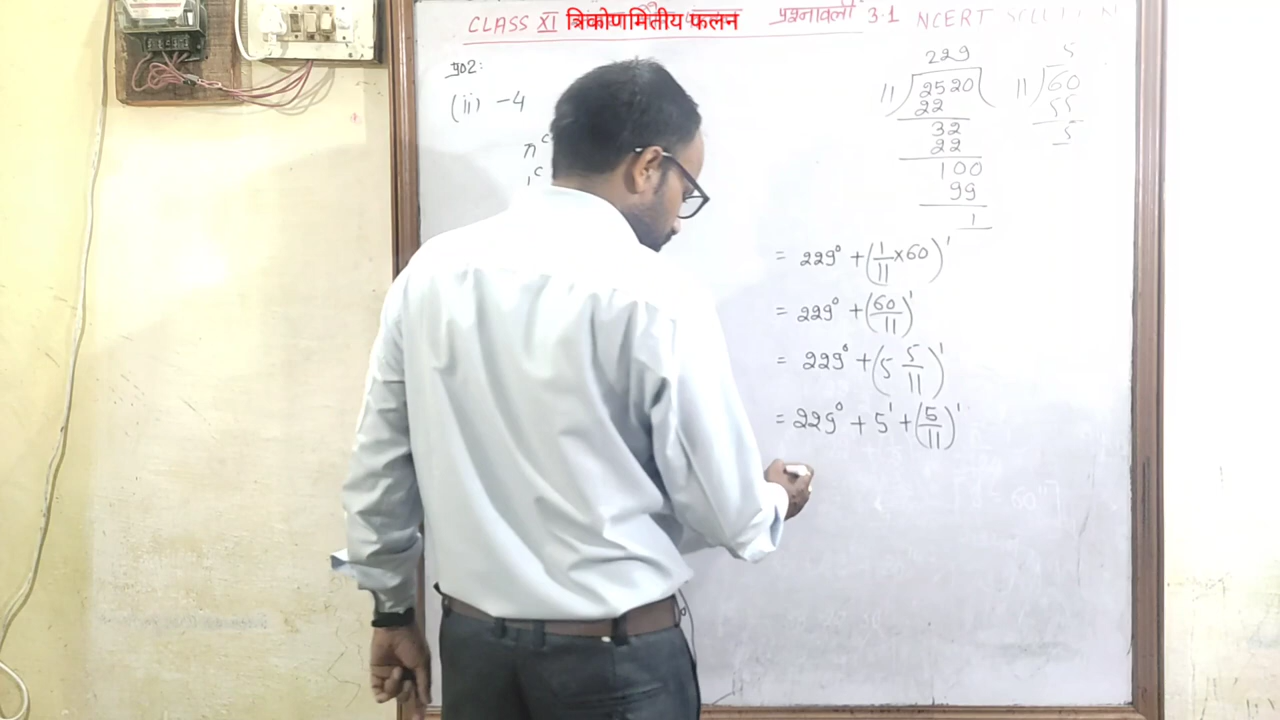 CLASS XI त्रिकोणमितीय फलन प्रश्नावली 3.1 NCERT SOLUTION
प्र02:
(ii) -4
π^c
1^c
229
11)2520(
22
32
22
100
99
1
5
11)60
55
5
= 229° + (1/11 × 60)'
= 229° + (60/11)'
= 229° + (5 5/11)'
= 229° + 5' + (5/11)'